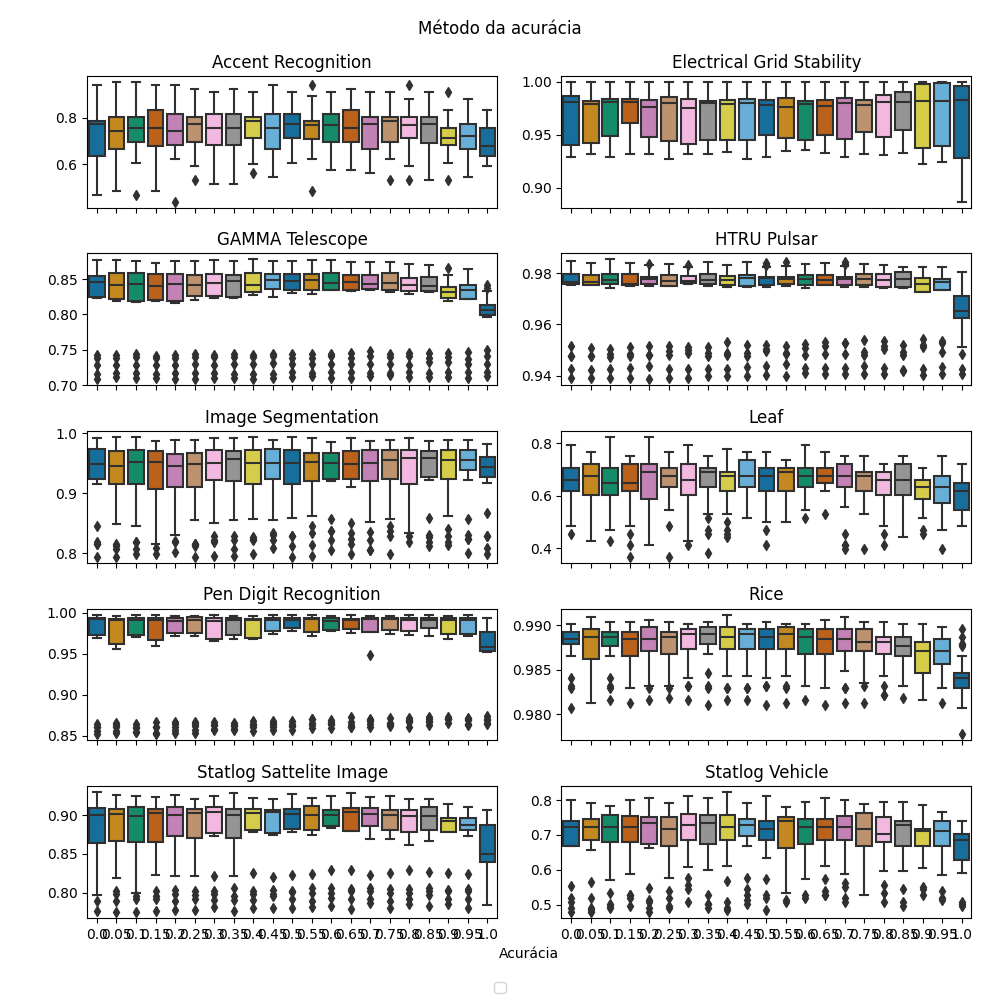 Método da acurácia
Accent Recognition
0.8
0.6
Electrical Grid Stability
1.00
0.95
0.90
GAMMA Telescope
0.85
0.80
0.75
0.70
HTRU Pulsar
0.98
0.96
0.94
Image Segmentation
1.0
0.9
0.8
Leaf
0.8
0.6
0.4
Pen Digit Recognition
1.00
0.95
0.90
0.85
Rice
0.990
0.985
0.980
Statlog Sattelite Image
0.90
0.85
0.80
0.0 0.05 0.1 0.15 0.2 0.25 0.3 0.35 0.4 0.45 0.5 0.55 0.6 0.65 0.7 0.75 0.8 0.85 0.9 0.95 1.0
Statlog Vehicle
0.8
0.7
0.6
0.5
0.0 0.05 0.1 0.15 0.2 0.25 0.3 0.35 0.4 0.45 0.5 0.55 0.6 0.65 0.7 0.75 0.8 0.85 0.9 0.95 1.0
Acurácia